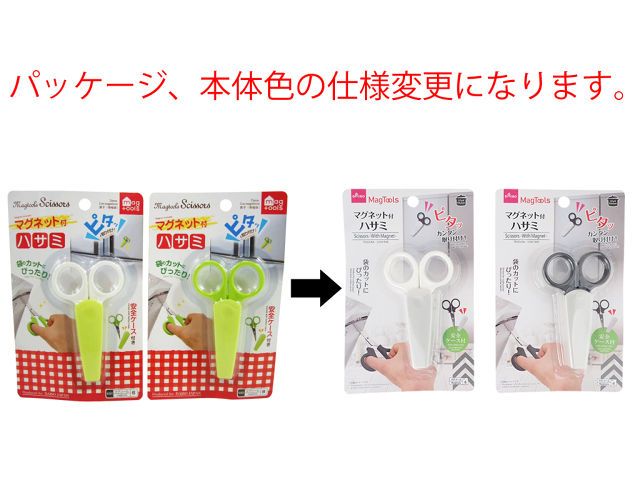 パッケージ、本体色の仕様変更になります。
Magtools Scissors
マグネット付
ハサミ
ピタッ
mag
tools
袋のカットに
ぴったり!
安全ケース付き
Magtools Scissors
マグネット付
ハサミ
ピタッ
mag
tools
袋のカットに
ぴったり!
安全ケース付き
DAISO
MagTools
マグネット付
ハサミ
Scissors -With Magnet-
ピタッ
カンタン
取り付け!
袋のカットに
ぴったり!
安全
ケース付
DAISO
MagTools
マグネット付
ハサミ
Scissors -With Magnet-
ピタッ
カンタン
取り付け!
袋のカットに
ぴったり!
安全
ケース付